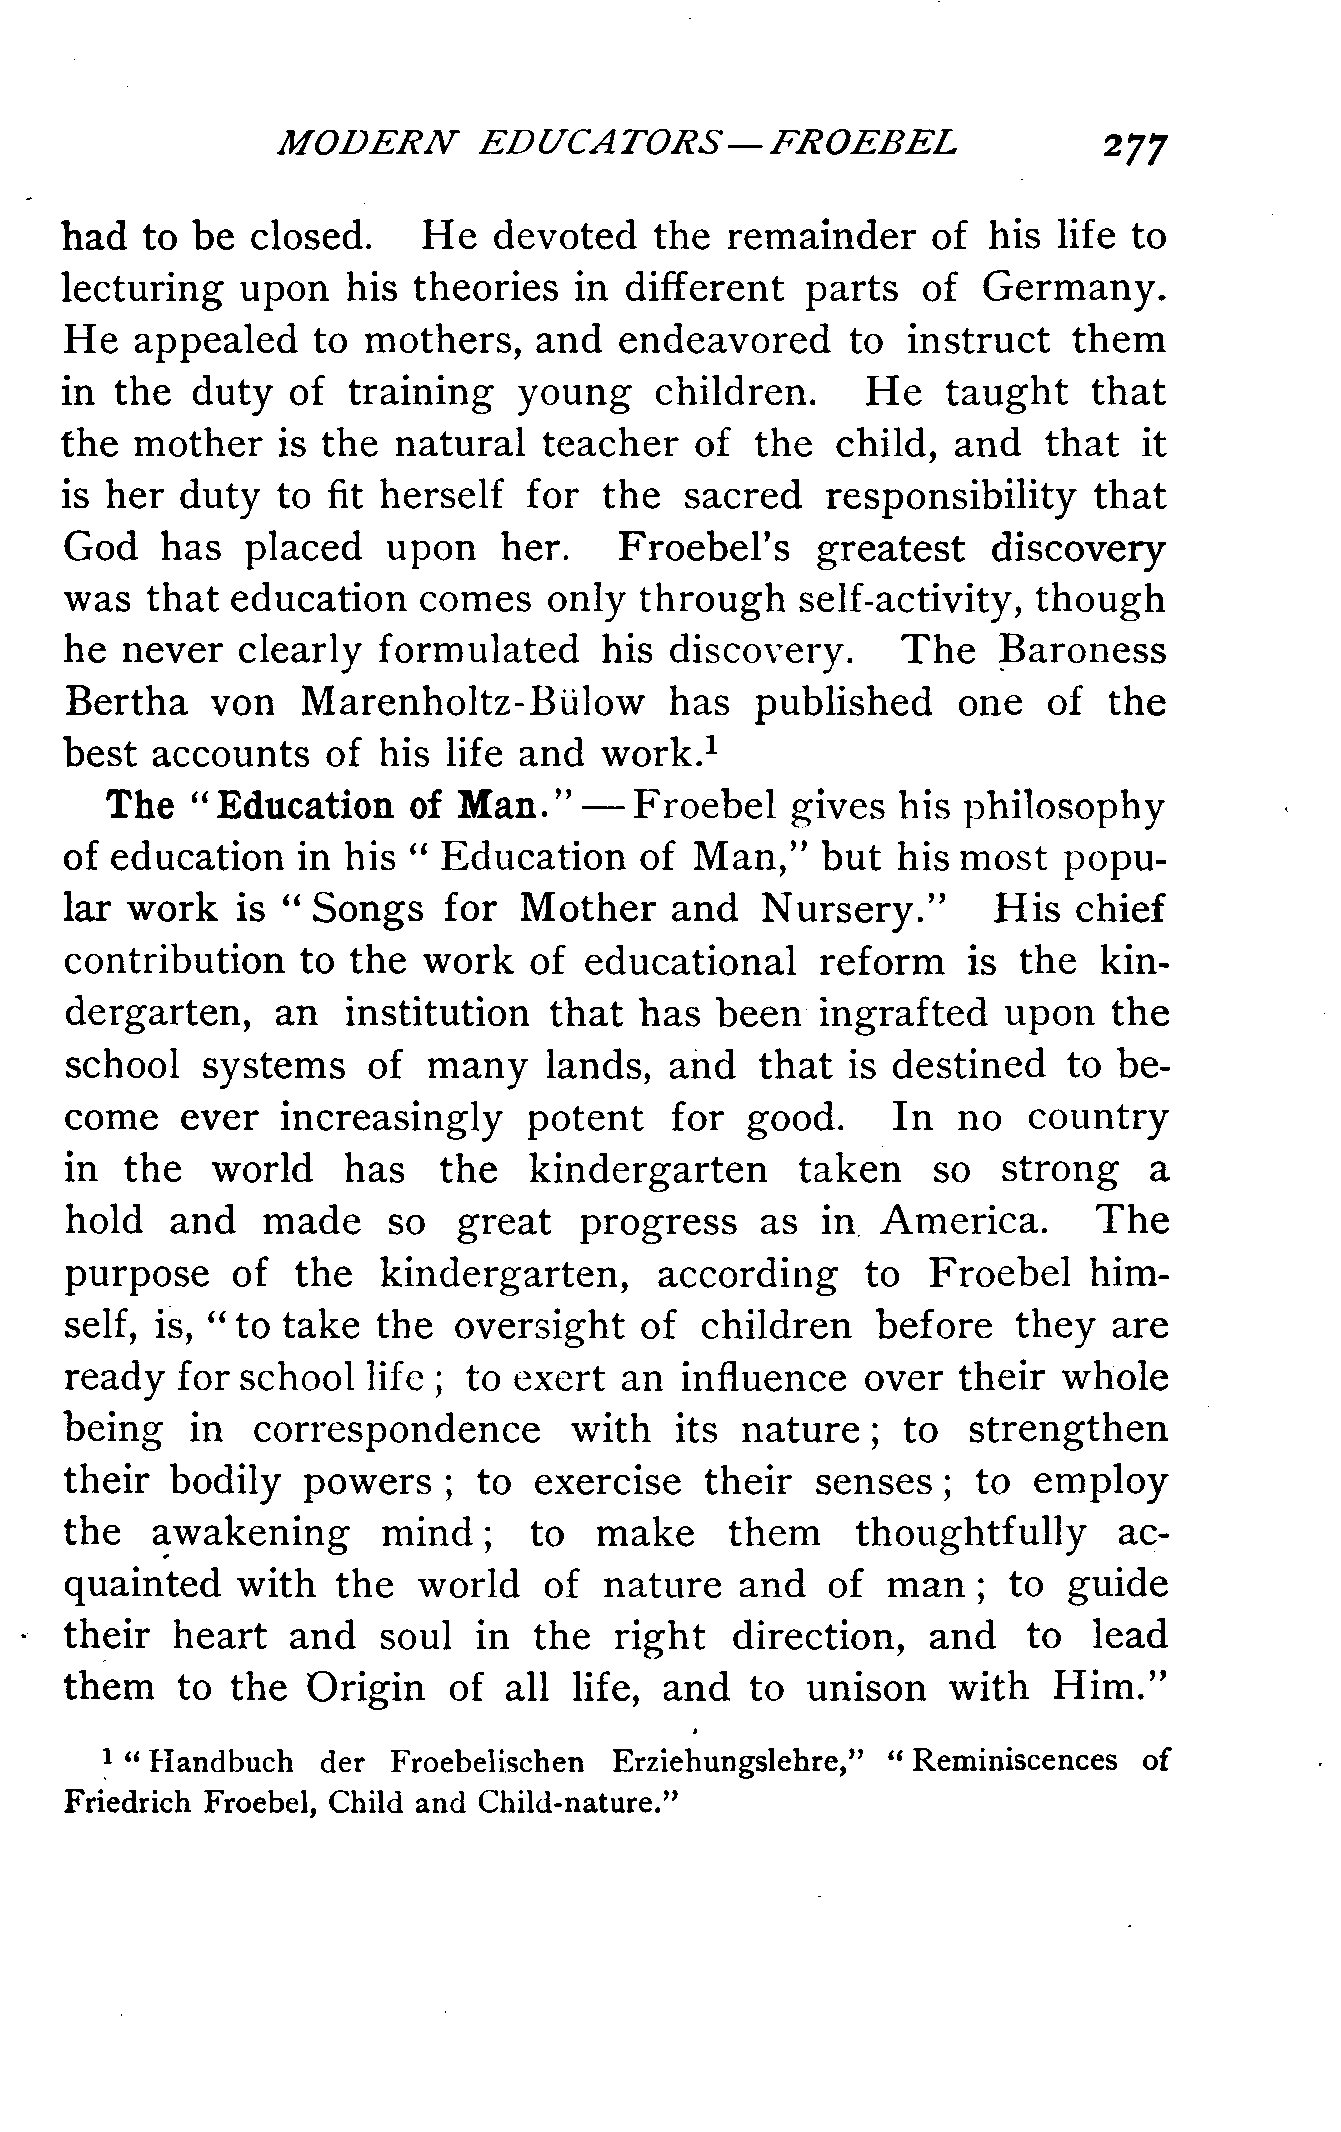 MODERN EDUCATORS—FROEBEL 277
had to be closed. He devoted the remainder of his life to
lecturing upon his theories in different parts of Germany.
He appealed to mothers, and endeavored to instruct them
in the duty of training young children. He taught that
the mother is the natural teacher of the child, and that it
is her duty to fit herself for the sacred responsibility that
God has placed upon her. Froebel's greatest discovery
was that education comes only through self-activity, though
he never clearly formulated his discovery. The Baroness
Bertha von Marenholtz-Bülow has published one of the
best accounts of his life and work.¹
The "Education of Man." — Froebel gives his philosophy
of education in his "Education of Man," but his most popu-
lar work is "Songs for Mother and Nursery." His chief
contribution to the work of educational reform is the kin-
dergarten, an institution that has been ingrafted upon the
school systems of many lands, and that is destined to be-
come ever increasingly potent for good. In no country
in the world has the kindergarten taken so strong a
hold and made so great progress as in America. The
purpose of the kindergarten, according to Froebel him-
self, is, "to take the oversight of children before they are
ready for school life; to exert an influence over their whole
being in correspondence with its nature; to strengthen
their bodily powers; to exercise their senses; to employ
the awakening mind; to make them thoughtfully ac-
quainted with the world of nature and of man; to guide
their heart and soul in the right direction, and to lead
them to the Origin of all life, and to unison with Him."
¹ "Handbuch der Froebelischen Erziehungslehre," "Reminiscences of
Friedrich Froebel, Child and Child-nature."